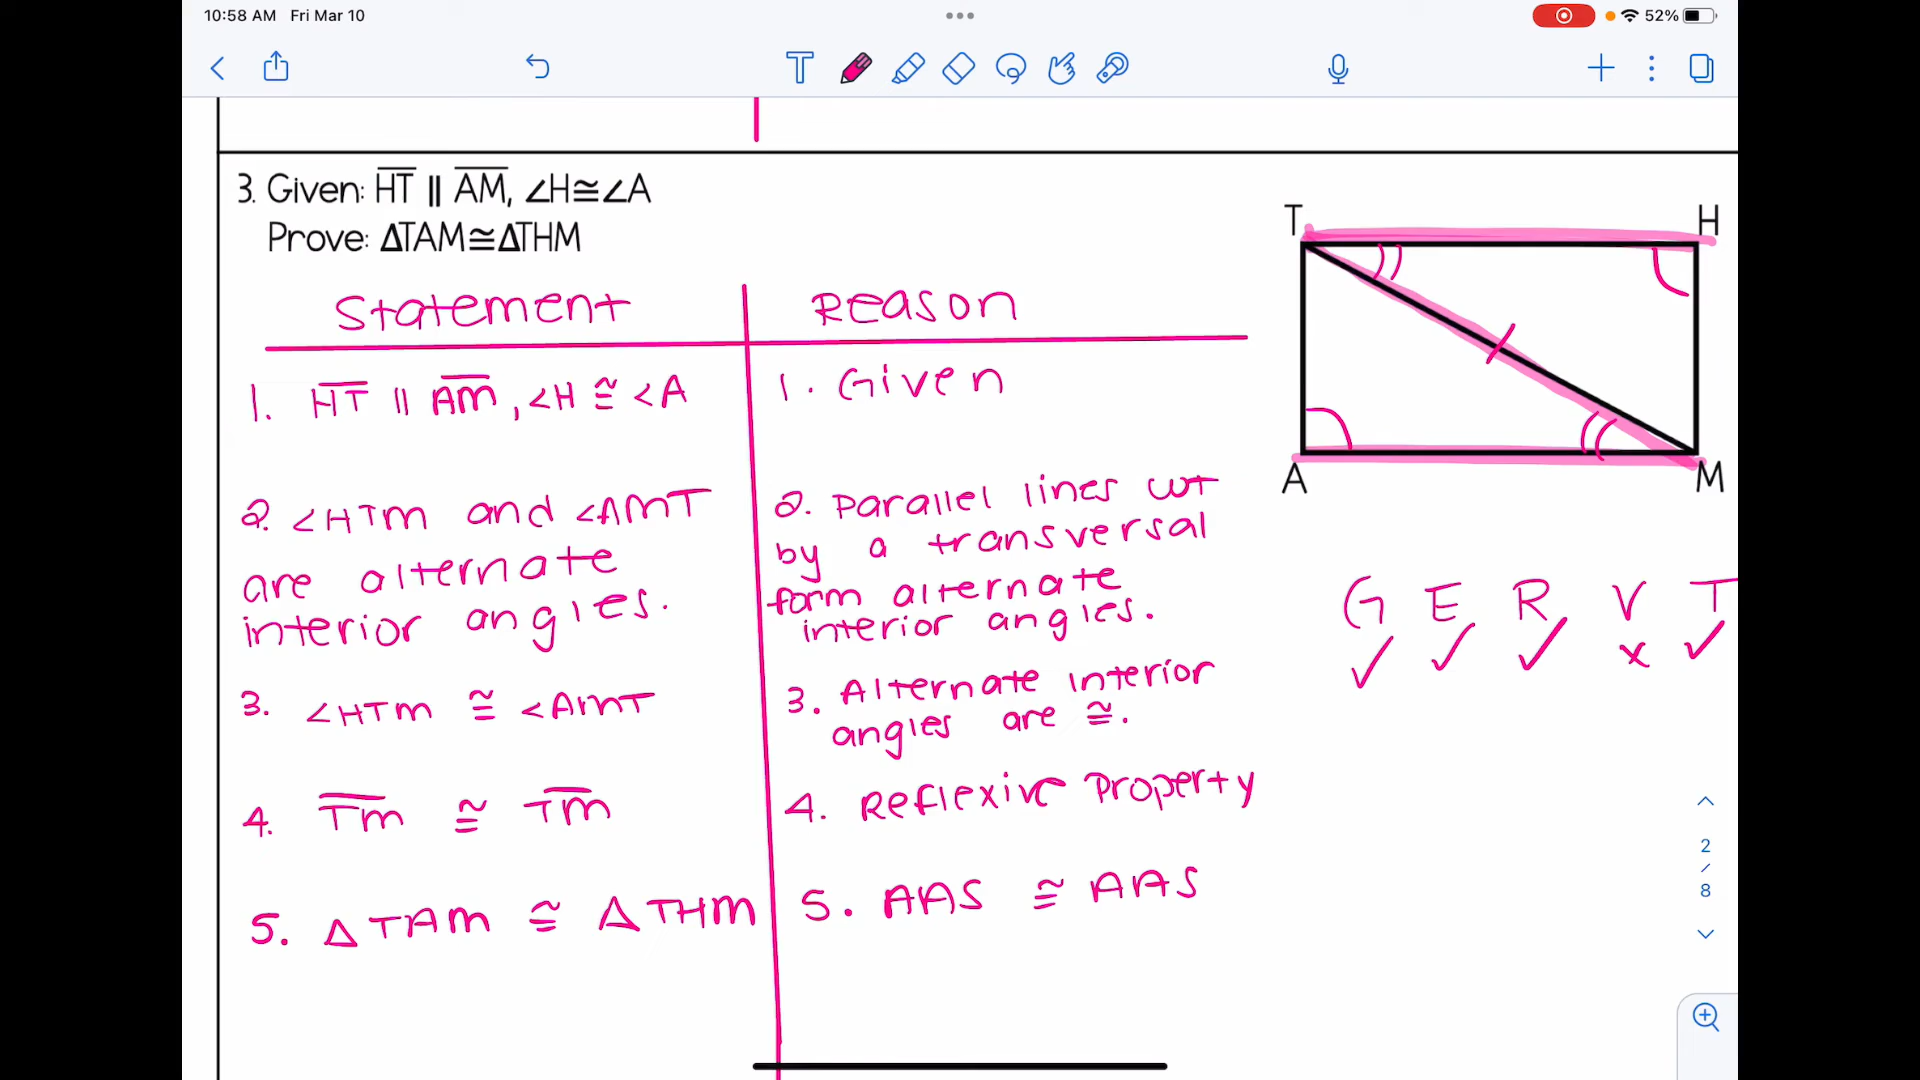 10:58 AM Fri Mar 10
52%
T
3. Given: HT ∥ AM, ∠H≅∠A
Prove: ΔTAM≅ΔTHM
T
H
A
M
Statement
Reason
1. HT ∥ AM, ∠H ≅ ∠A
1. Given
2. ∠HTM and ∠AMT
are alternate
interior angles.
2. Parallel lines cut
by a transversal
form alternate
interior angles.
3. ∠HTM ≅ ∠AMT
3. Alternate interior
angles are ≅.
4. TM ≅ TM
4. Reflexive Property
5. Δ TAM ≅ Δ THM
5. AAS ≅ AAS
G E R V T
✓ ✓ ✓ x ✓
2
/
8